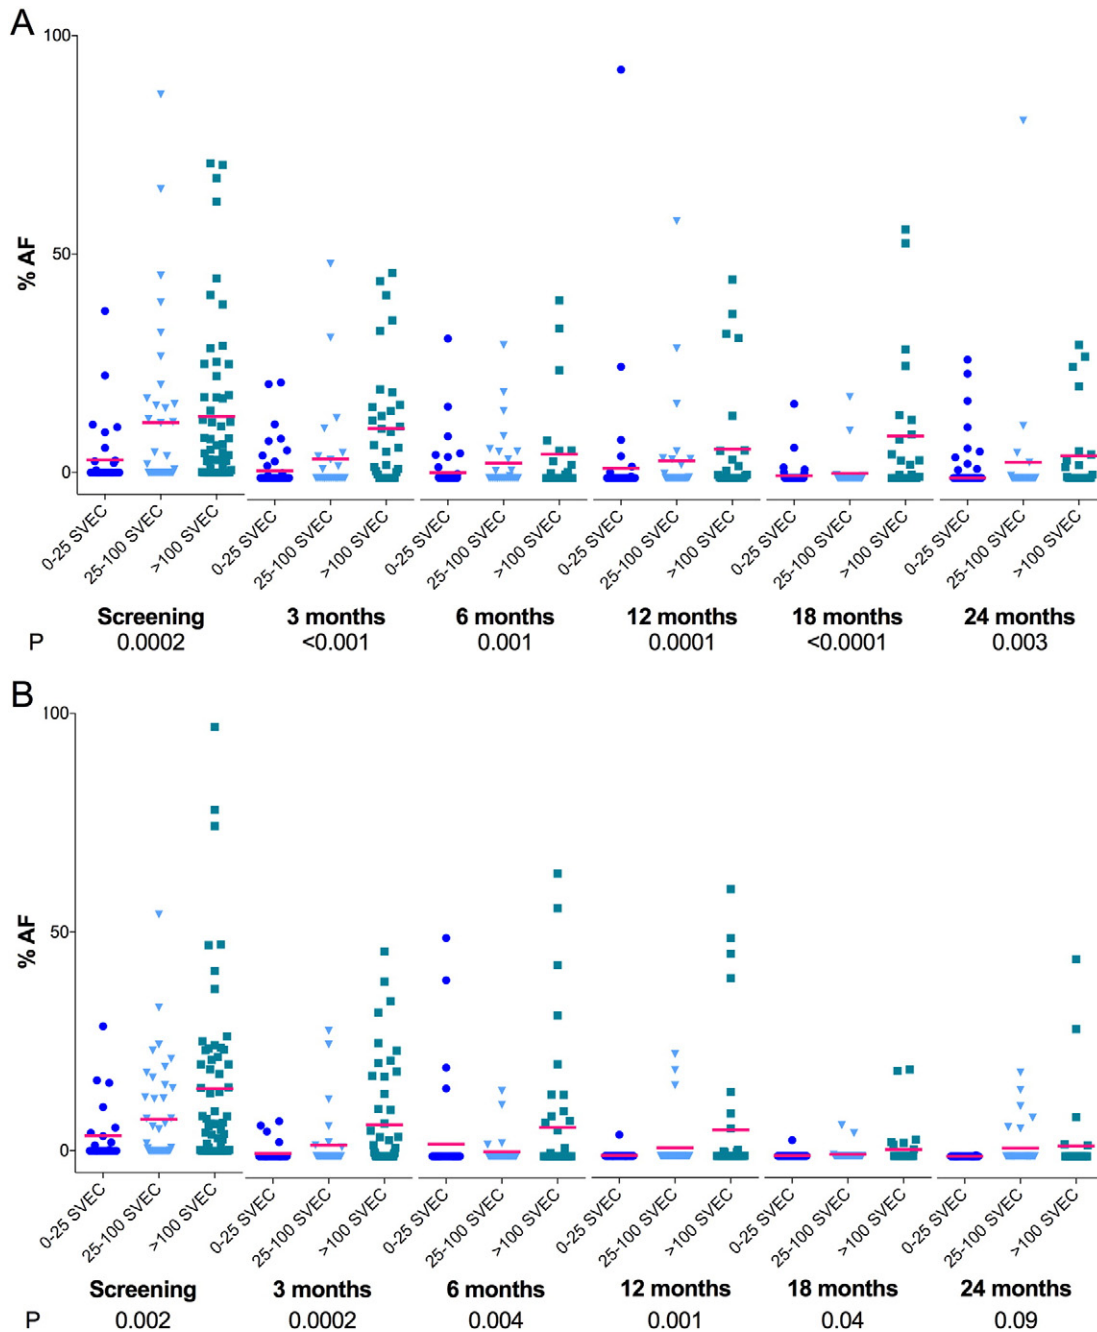 A
100
50
0
% AF
0-25 SVEC
25-100 SVEC
>100 SVEC
0-25 SVEC
25-100 SVEC
>100 SVEC
0-25 SVEC
25-100 SVEC
>100 SVEC
0-25 SVEC
25-100 SVEC
>100 SVEC
0-25 SVEC
25-100 SVEC
>100 SVEC
0-25 SVEC
25-100 SVEC
>100 SVEC
Screening 3 months 6 months 12 months 18 months 24 months
P 0.0002 <0.001 0.001 0.0001 <0.0001 0.003
B
100
50
0
% AF
0-25 SVEC
25-100 SVEC
>100 SVEC
0-25 SVEC
25-100 SVEC
>100 SVEC
0-25 SVEC
25-100 SVEC
>100 SVEC
0-25 SVEC
25-100 SVEC
>100 SVEC
0-25 SVEC
25-100 SVEC
>100 SVEC
0-25 SVEC
25-100 SVEC
>100 SVEC
Screening 3 months 6 months 12 months 18 months 24 months
P 0.002 0.0002 0.004 0.001 0.04 0.09